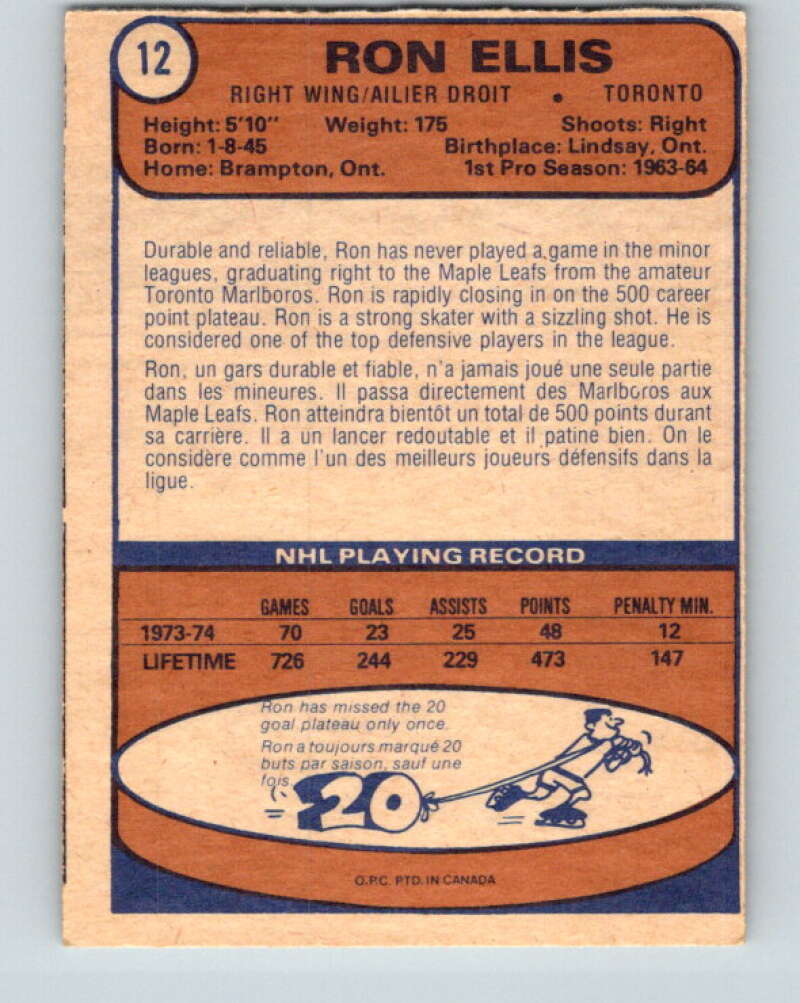 12
RON ELLIS
RIGHT WING/AILIER DROIT • TORONTO
Height: 5'10" Weight: 175 Shoots: Right
Born: 1-8-45 Birthplace: Lindsay, Ont.
Home: Brampton, Ont. 1st Pro Season: 1963-64
Durable and reliable, Ron has never played a game in the minor
leagues, graduating right to the Maple Leafs from the amateur
Toronto Marlboros. Ron is rapidly closing in on the 500 career
point plateau. Ron is a strong skater with a sizzling shot. He is
considered one of the top defensive players in the league.
Ron, un gars durable et fiable, n'a jamais joué une seule partie
dans les mineures. Il passa directement des Marlboros aux
Maple Leafs. Ron atteindra bientôt un total de 500 points durant
sa carrière. Il a un lancer redoutable et il patine bien. On le
considère comme l'un des meilleurs joueurs défensifs dans la
ligue.
NHL PLAYING RECORD
GAMES GOALS ASSISTS POINTS PENALTY MIN.
1973-74 70 23 25 48 12
LIFETIME 726 244 229 473 147
Ron has missed the 20
goal plateau only once.
Ron a toujours marqué 20
buts par saison, sauf une
fois.
20
O.P.C. PTD. IN CANADA